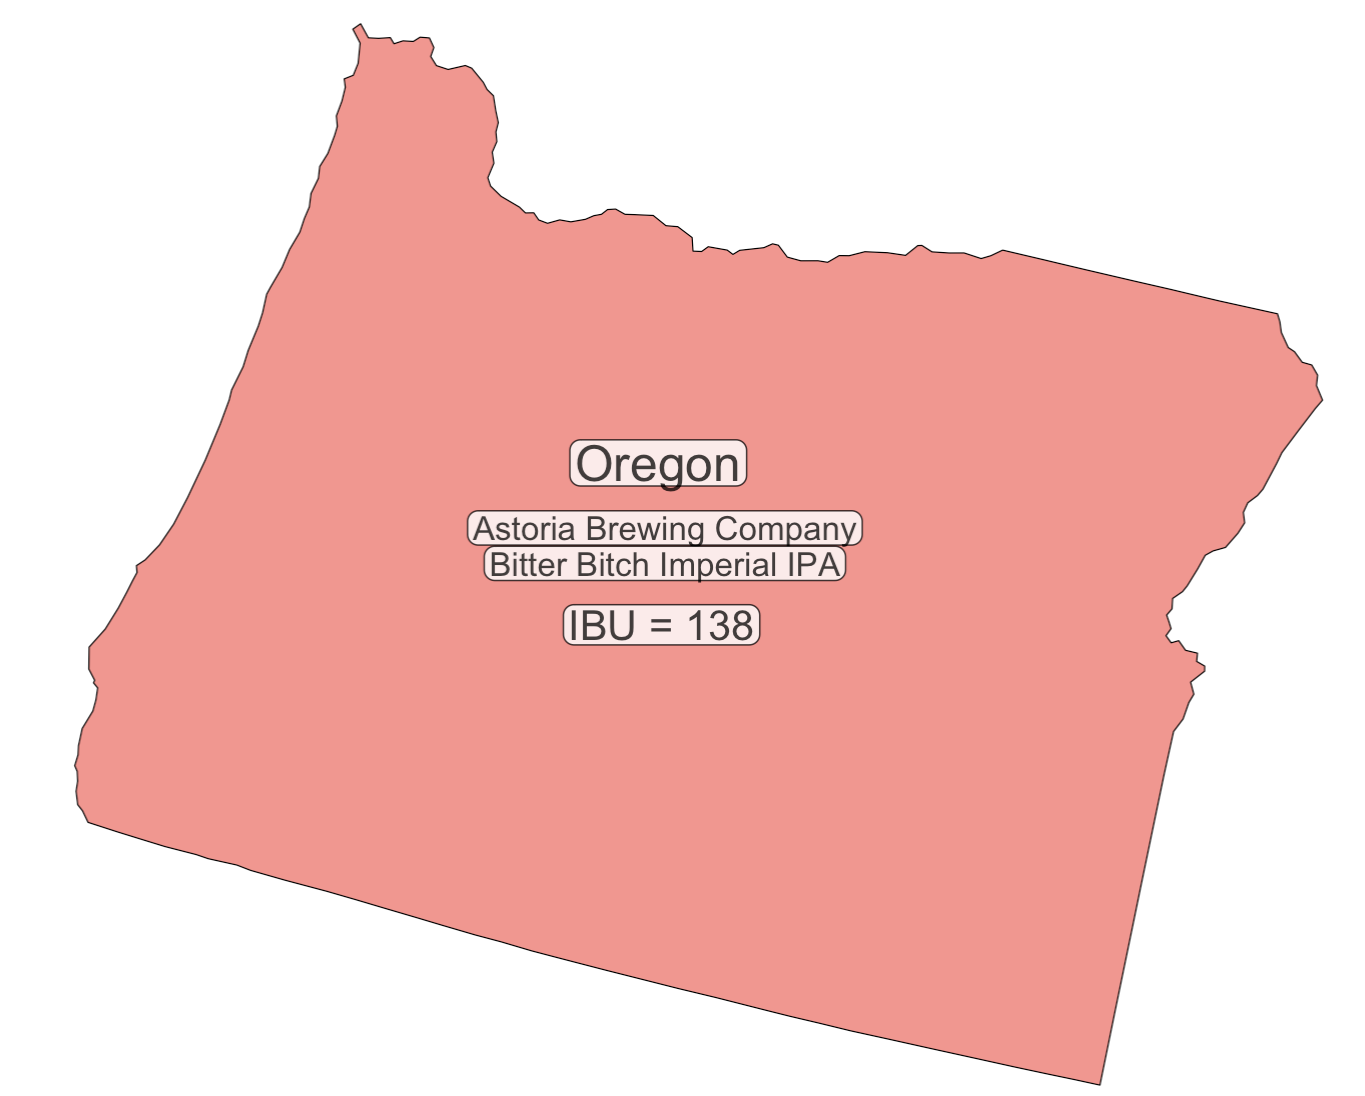 Oregon
Astoria Brewing Company
Bitter Bitch Imperial IPA
IBU = 138